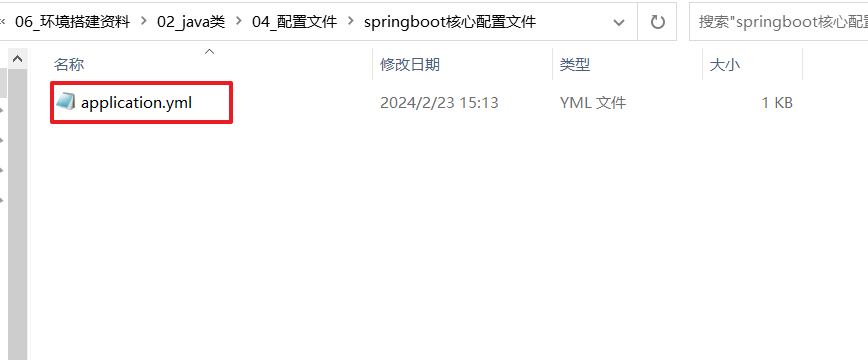 « 06_环境搭建资料 › 02_java类 › 04_配置文件 › springboot核心配置文件
搜索"springboot核心配置
名称 修改日期 类型 大小
application.yml 2024/2/23 15:13 YML 文件 1 KB